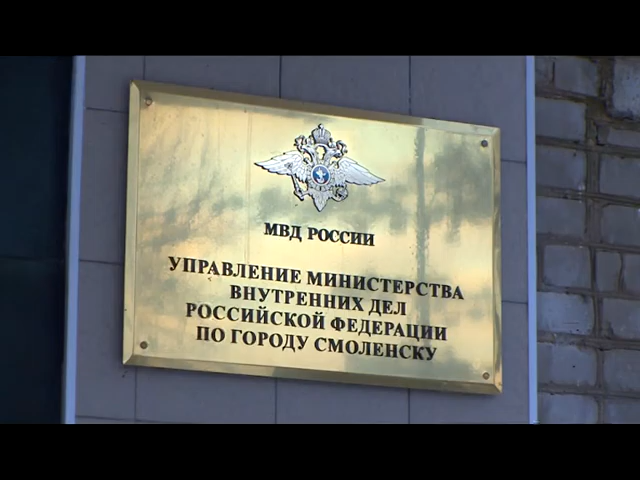 МВД РОССИИ
УПРАВЛЕНИЕ МИНИСТЕРСТВА
ВНУТРЕННИХ ДЕЛ
РОССИЙСКОЙ ФЕДЕРАЦИИ
ПО ГОРОДУ СМОЛЕНСКУ